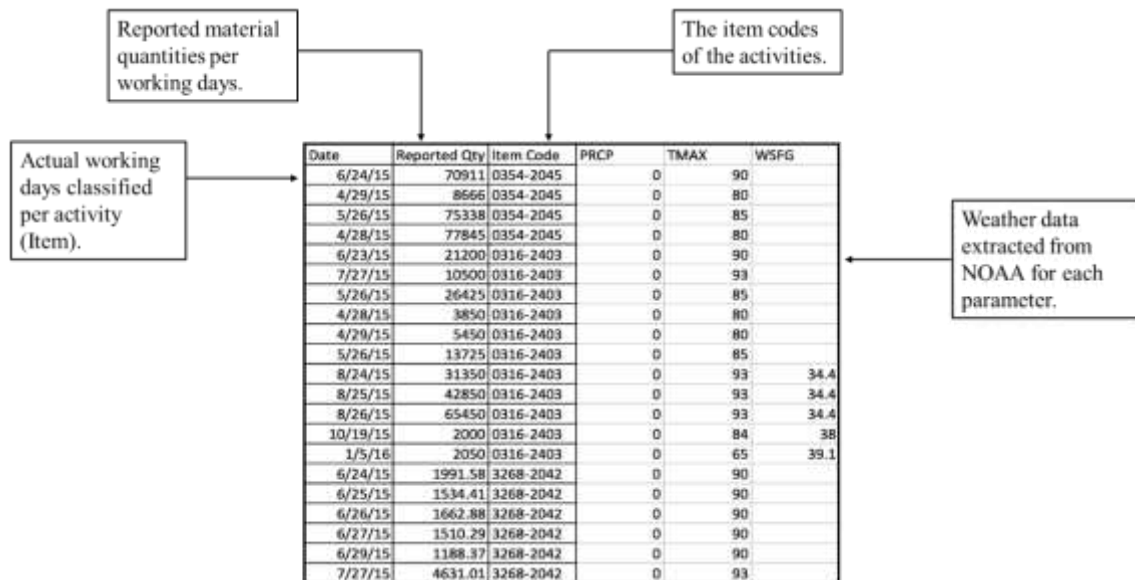 Reported material
quantities per
working days.
The item codes
of the activities.
Actual working
days classified
per activity
(Item).
Date Reported Qty Item Code PRCP TMAX WSFG
6/24/15 70911 0354-2045 0 90
4/29/15 8666 0354-2045 0 80
5/26/15 75338 0354-2045 0 85
4/28/15 77845 0354-2045 0 80
6/23/15 21200 0316-2403 0 90
7/27/15 10500 0316-2403 0 93
5/26/15 26425 0316-2403 0 85
4/28/15 3850 0316-2403 0 80
4/29/15 5450 0316-2403 0 80
5/26/15 13725 0316-2403 0 85
8/24/15 31350 0316-2403 0 93 34.4
8/25/15 42850 0316-2403 0 93 34.4
8/26/15 65450 0316-2403 0 93 34.4
10/19/15 2000 0316-2403 0 84 38
1/5/16 2050 0316-2403 0 65 39.1
6/24/15 1991.58 3268-2042 0 90
6/25/15 1534.41 3268-2042 0 90
6/26/15 1662.88 3268-2042 0 90
6/27/15 1510.29 3268-2042 0 90
6/29/15 1188.37 3268-2042 0 90
7/27/15 4631.01 3268-2042 0 93
Weather data
extracted from
NOAA for each
parameter.